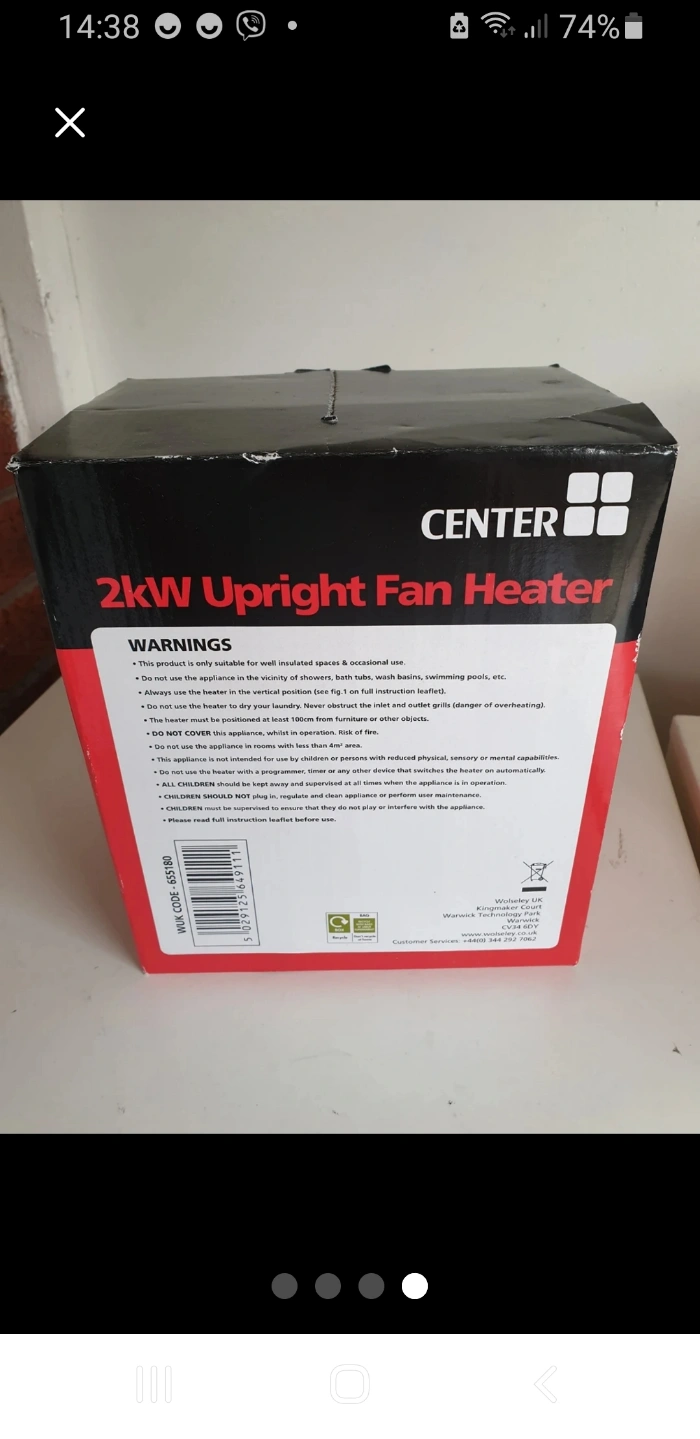 14:38
74%
CENTER
2kW Upright Fan Heater
WARNINGS
• This product is only suitable for well insulated spaces & occasional use.
• Do not use the appliance in the vicinity of showers, bath tubs, wash basins, swimming pools, etc.
• Always use the heater in the vertical position (see fig.1 on full instruction leaflet).
• Do not use the heater to dry your laundry. Never obstruct the inlet and outlet grills (danger of overheating).
• The heater must be positioned at least 100cm from furniture or other objects.
• DO NOT COVER this appliance, whilst in operation. Risk of fire.
• Do not use the appliance in rooms with less than 4m² area.
• This appliance is not intended for use by children or persons with reduced physical, sensory or mental capabilities.
• Do not use the heater with a programmer, timer or any other device that switches the heater on automatically.
• ALL CHILDREN should be kept away and supervised at all times when the appliance is in operation.
• CHILDREN SHOULD NOT plug in, regulate and clean appliance or perform user maintenance.
• CHILDREN must be supervised to ensure that they do not play or interfere with the appliance.
• Please read full instruction leaflet before use.
WUK CODE - 655180
5 029125 649111
BOX
BAG
Recycle
Wolseley UK
Kingmaker Court
Warwick Technology Park
Warwick
CV34 6DY
www.wolseley.co.uk
Customer Services: +44(0) 344 292 7062